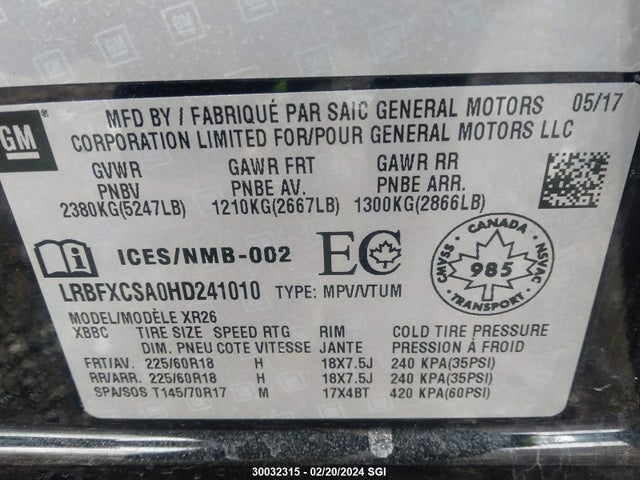 GM
MFD BY / FABRIQUÉ PAR SAIC GENERAL MOTORS 05/17
CORPORATION LIMITED FOR/POUR GENERAL MOTORS LLC
GVWR GAWR FRT GAWR RR
PNBV PNBE AV. PNBE ARR.
2380KG(5247LB) 1210KG(2667LB) 1300KG(2866LB)
ICES/NMB-002 EC
CANADA
CMVSS 985 NSVAC
LRBFXCSA0HD241010 TYPE: MPV/VTUM
MODEL/MODÈLE XR26
XBBC TIRE SIZE SPEED RTG RIM COLD TIRE PRESSURE
DIM. PNEU COTE VITESSE JANTE PRESSION À FROID
FRT/AV. 225/60R18 H 18X7.5J 240 KPA(35PSI)
RR/ARR. 225/60R18 H 18X7.5J 240 KPA(35PSI)
SPA/SOS T145/70R17 M 17X4BT 420 KPA(60PSI)
30032315 - 02/20/2024 SGI